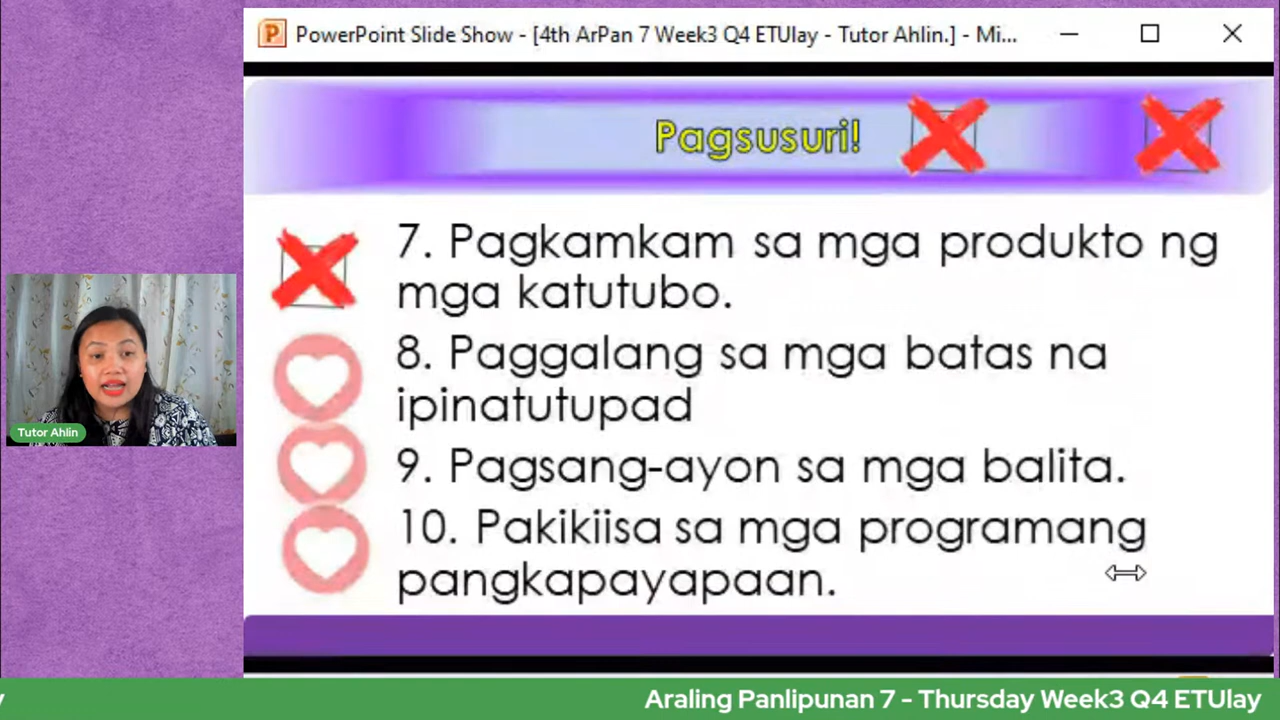 PowerPoint Slide Show - [4th ArPan 7 Week3 Q4 ETUlay - Tutor Ahlin.] - Mi...
Pagsusuri!
7. Pagkamkam sa mga produkto ng
mga katutubo.
8. Paggalang sa mga batas na
ipinatutupad
9. Pagsang-ayon sa mga balita.
10. Pakikiisa sa mga programang
pangkapayapaan.
Tutor Ahlin
Araling Panlipunan 7 - Thursday Week3 Q4 ETUlay